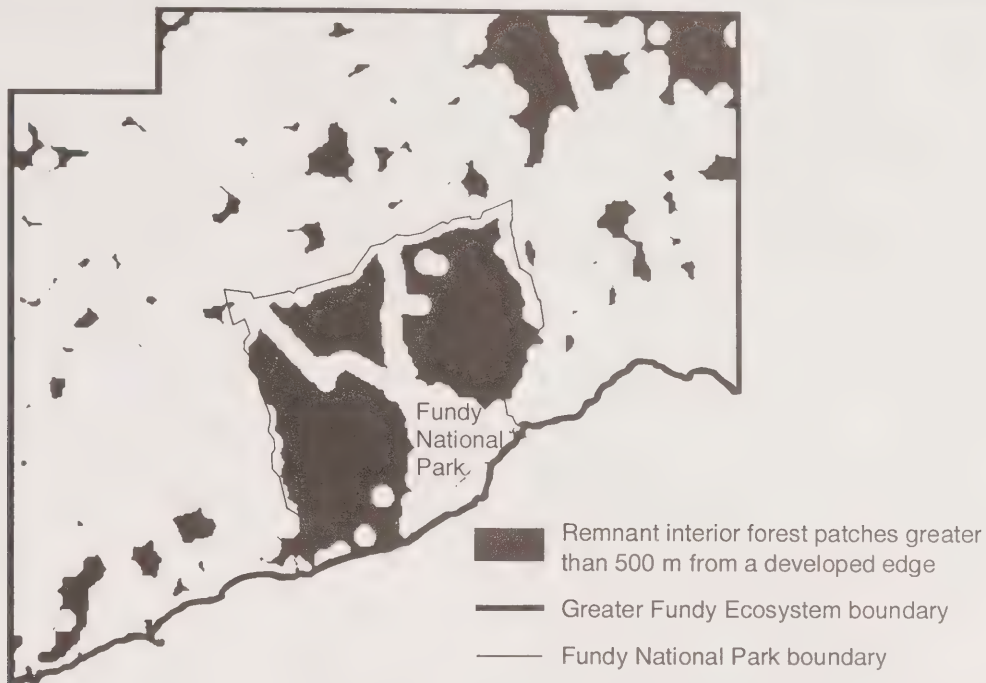 Fundy
National
Park
Remnant interior forest patches greater
than 500 m from a developed edge
Greater Fundy Ecosystem boundary
Fundy National Park boundary